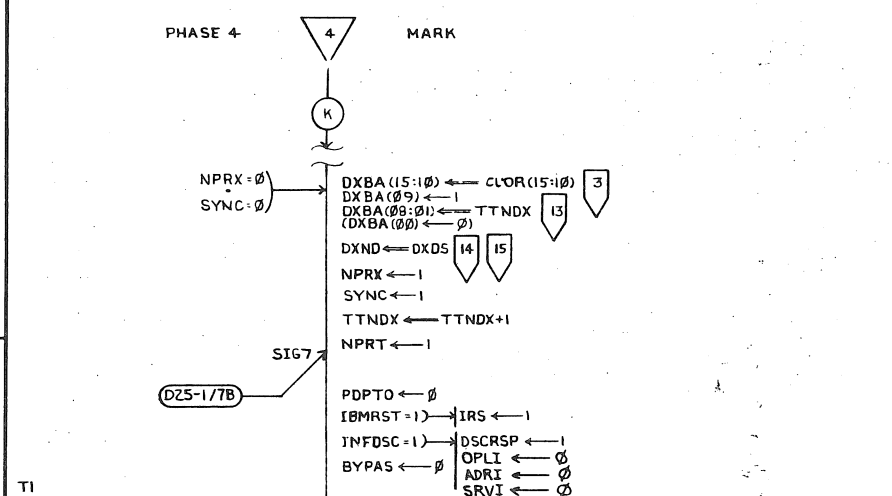 PHASE 4 4 MARK
K
NPRX=Ø
SYNC=Ø
DXBA(15:1Ø) ⟸ CLOR(15:1Ø) 3
DXBA(Ø9) ← 1
DXBA(Ø8:Ø1) ⟸ TTNDX 13
(DXBA(ØØ) ← Ø)
DXND ⟸ DXDS 14 15
NPRX ← 1
SYNC ← 1
TTNDX ⟸ TTNDX+1
SIG7
NPRT ← 1
D25-1/7B
PDPTO ← Ø
IBMRST=1) → IRS ← 1
INFDSC=1) → DSCRSP ← 1
OPLI ← Ø
BYPAS ← Ø
ADRI ← Ø
SRVI ← Ø
T1